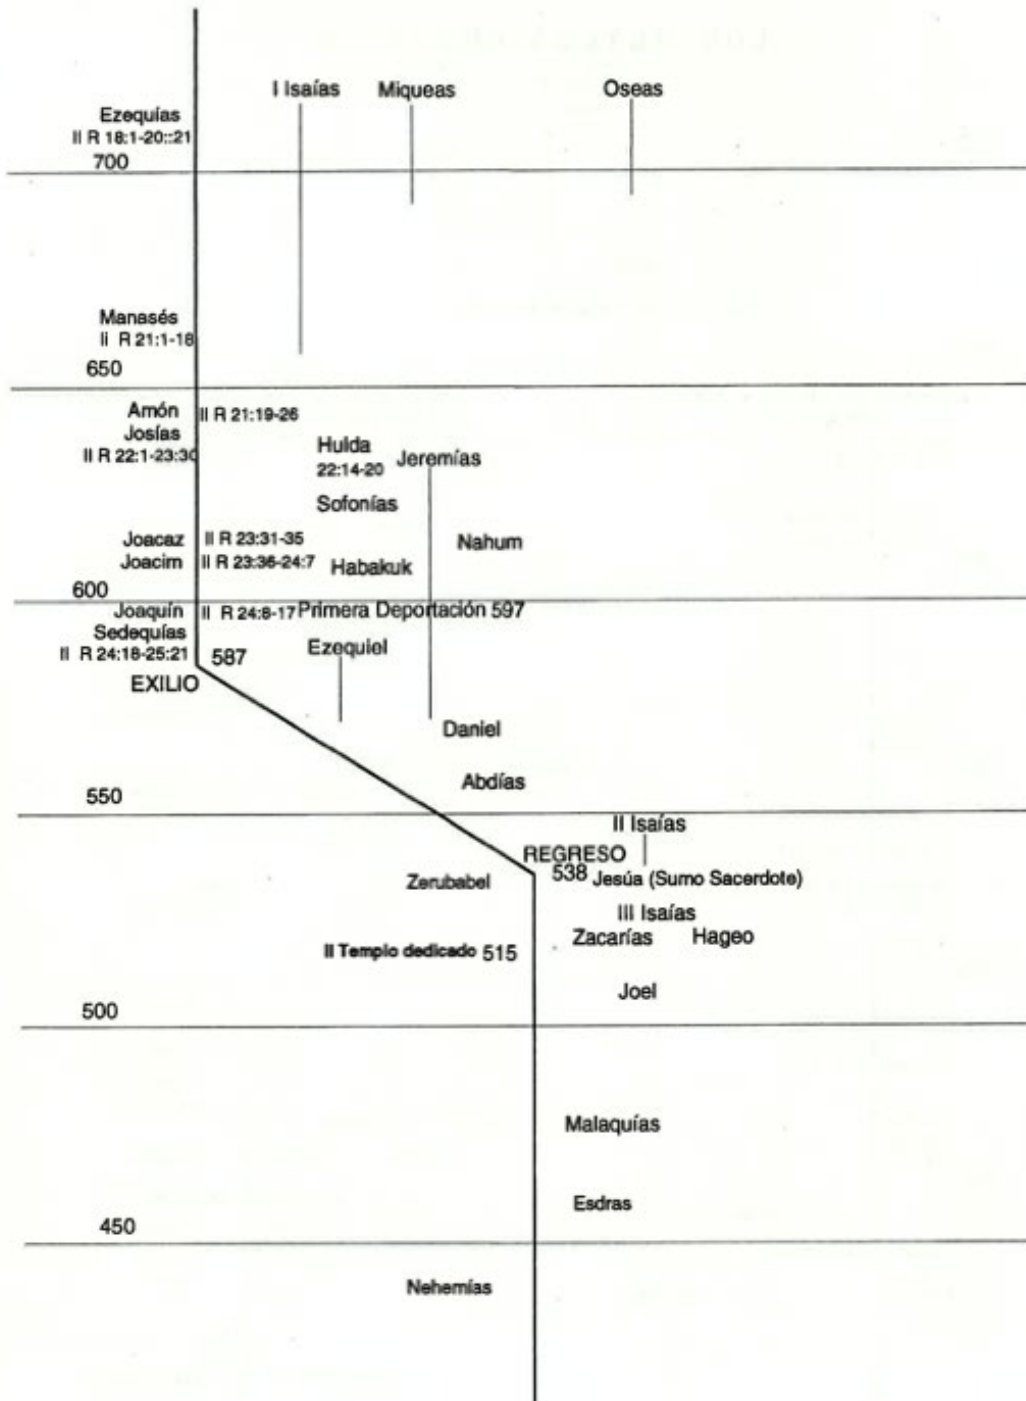 I Isaías Miqueas Oseas
Ezequías
II R 18:1-20::21
700
Manasés
Ii R 21:1-18
650
Amón II R 21:19-26
Josías
II R 22:1-23:30
Hulda
22:14-20
Jeremías
Sofonías
Joacaz II R 23:31-35
Nahum
Joacim II R 23:36-24:7
Habakuk
600
Joaquín II R 24:8-17 Primera Deportación 597
Sedequías
II R 24:18-25:21 587
Ezequiel
EXILIO
Daniel
Abdías
550
II Isaías
REGRESO
538 Jesúa (Sumo Sacerdote)
Zerubabel
III Isaías
Zacarías Hageo
II Templo dedicado 515
Joel
500
Malaquías
Esdras
450
Nehemías